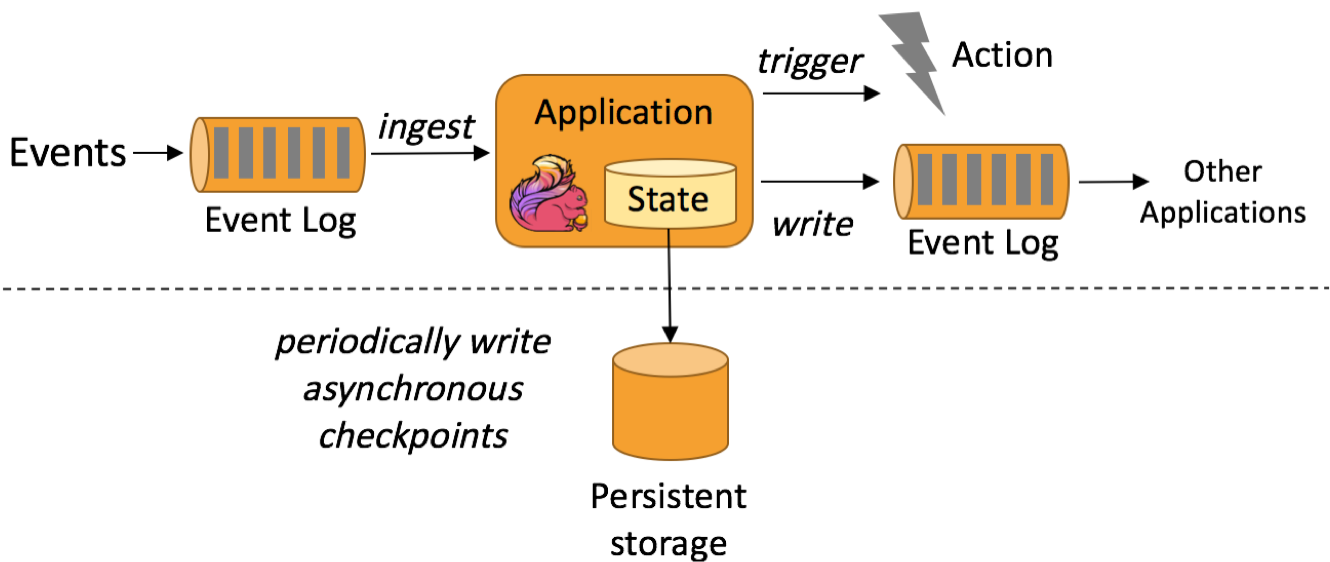 trigger
Action
Application
ingest
Events
Event Log
State
write
Event Log
Other
Applications
periodically write
asynchronous
checkpoints
Persistent
storage